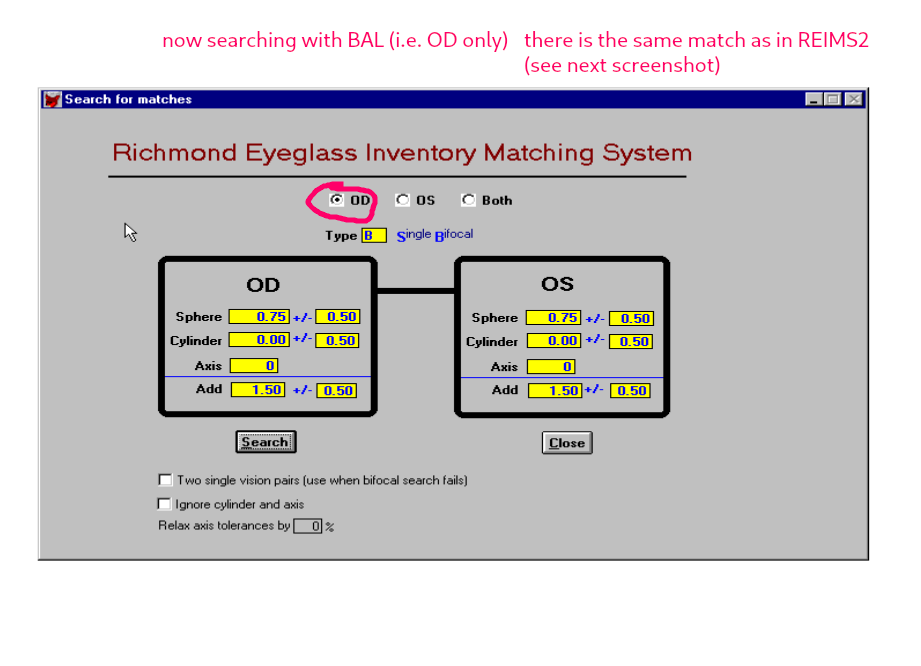 now searching with BAL (i.e. OD only) there is the same match as in REIMS2
(see next screenshot)
Search for matches
Richmond Eyeglass Inventory Matching System
OD OS Both
Type B Single Bifocal
OD OS
Sphere 0.75 +/- 0.50 Sphere 0.75 +/- 0.50
Cylinder 0.00 +/- 0.50 Cylinder 0.00 +/- 0.50
Axis 0 Axis 0
Add 1.50 +/- 0.50 Add 1.50 +/- 0.50
Search Close
Two single vision pairs (use when bifocal search fails)
Ignore cylinder and axis
Relax axis tolerances by 0 %